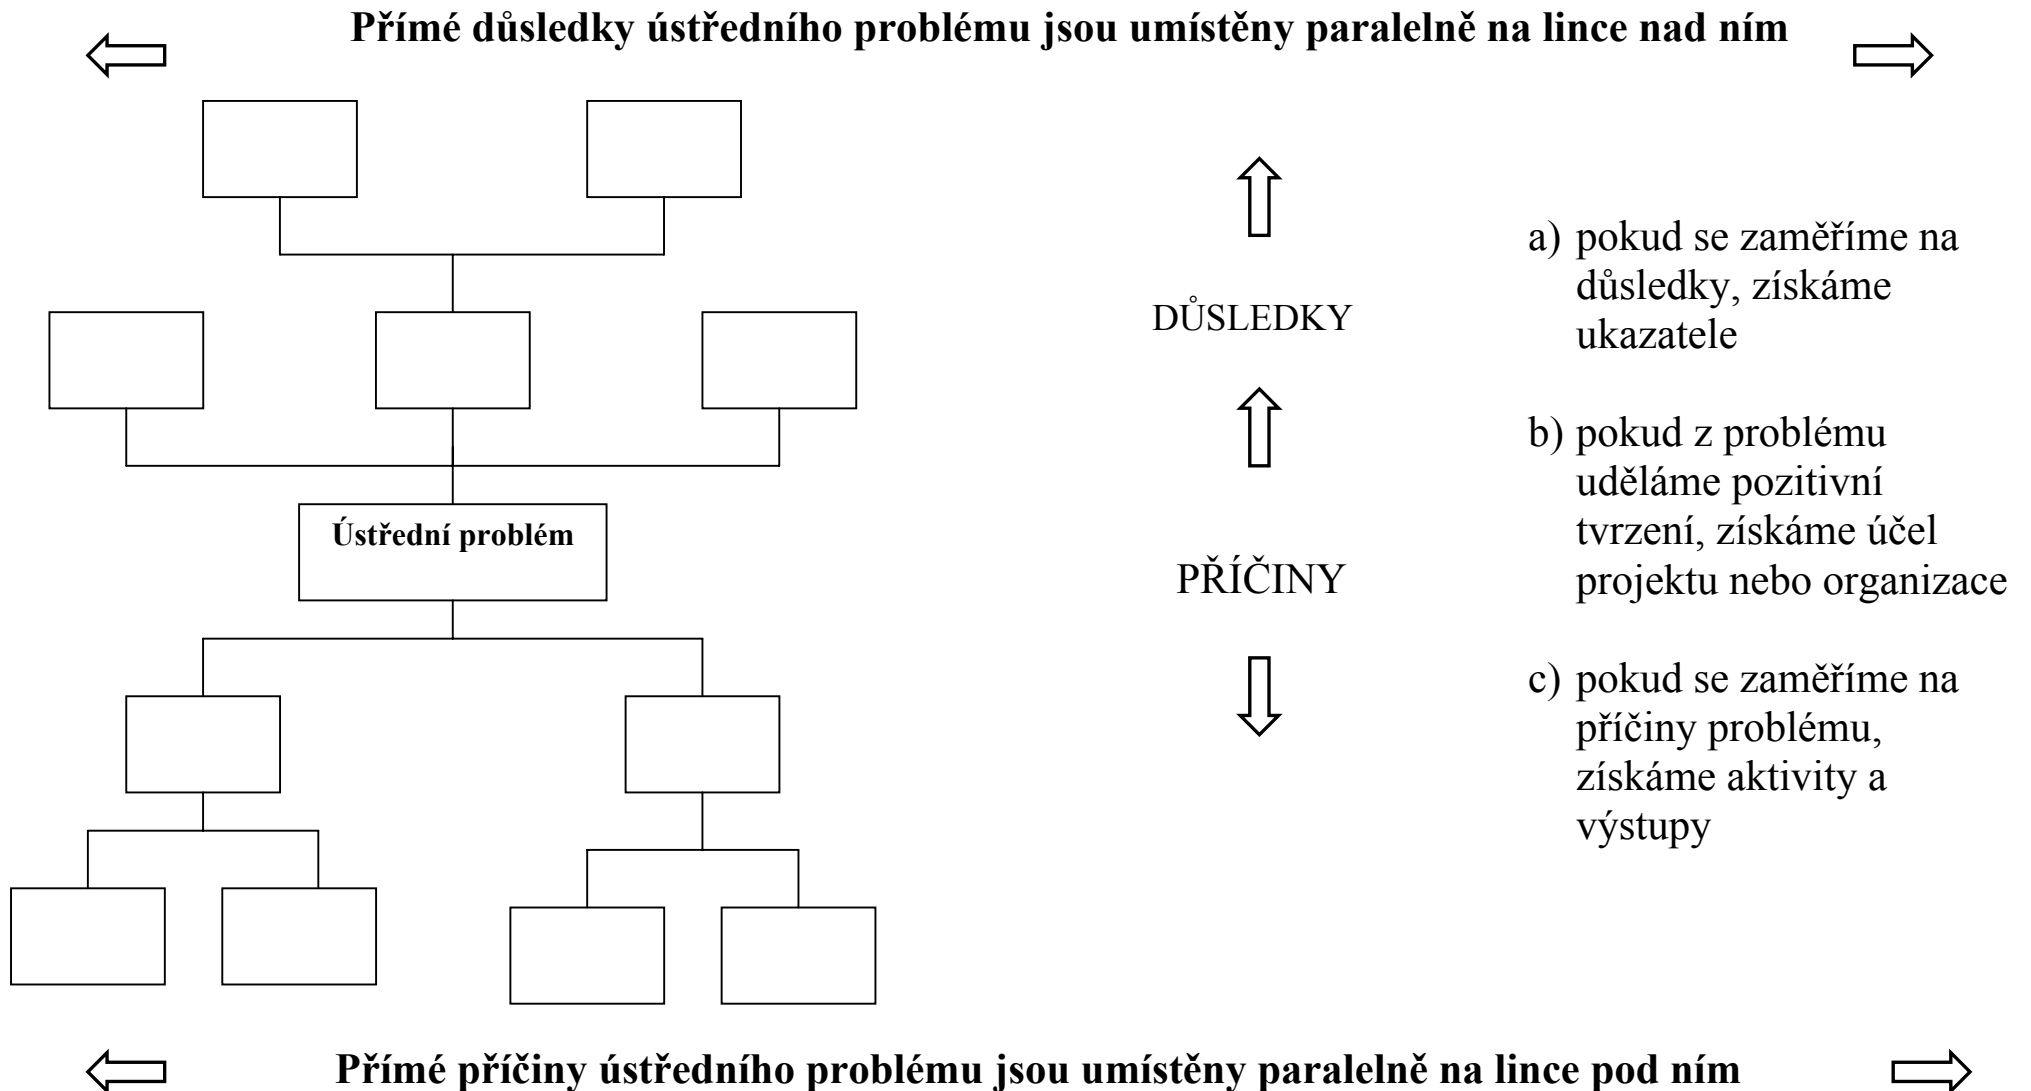 Přímé důsledky ústředního problému jsou umístěny paralelně na lince nad ním
DŮSLEDKY
a) pokud se zaměříme na
důsledky, získáme
ukazatele
b) pokud z problému
uděláme pozitivní
tvrzení, získáme účel
projektu nebo organizace
Ústřední problém
PŘÍČINY
c) pokud se zaměříme na
příčiny problému,
získáme aktivity a
výstupy
Přímé příčiny ústředního problému jsou umístěny paralelně na lince pod ním